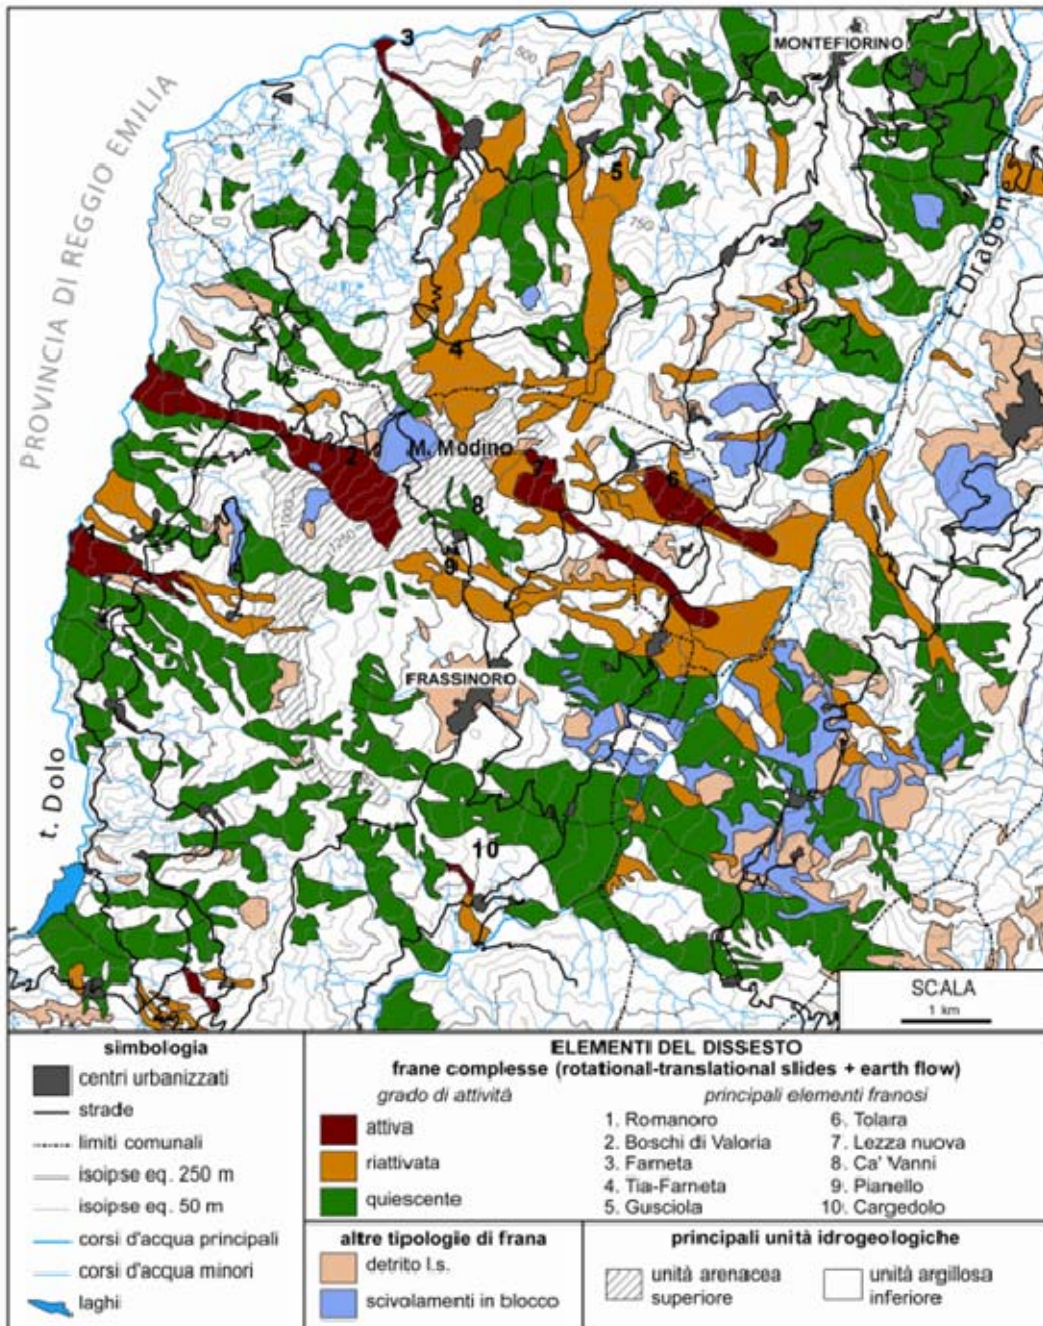 3
MONTEFIORINO
500
PROVINCIA DI REGGIO EMILIA
5
750
t. Dragone
4
2
M. Modino
7
6
8
1000
1250
1
9
FRASSINORO
t. Dolo
10
SCALA
1 km
simbologia
centri urbanizzati
strade
limiti comunali
isoipse eq. 250 m
isoipse eq. 50 m
corsi d'acqua principali
corsi d'acqua minori
laghi
ELEMENTI DEL DISSESTO
frane complesse (rotational-translational slides + earth flow)
grado di attività
attiva
riattivata
quiescente
principali elementi franosi
1. Romanoro
2. Boschi di Valoria
3. Farneta
4. Tia-Farneta
5. Gusciola
6. Tolara
7. Lezza nuova
8. Ca' Vanni
9. Pianello
10. Cargedolo
altre tipologie di frana
detrito l.s.
scivolamenti in blocco
principali unità idrogeologiche
unità arenacea
superiore
unità argillosa
inferiore